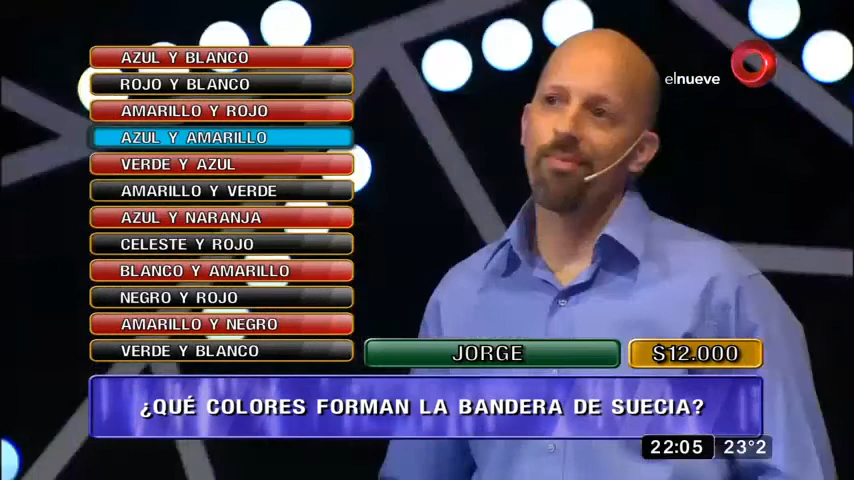 AZUL Y BLANCO
ROJO Y BLANCO
AMARILLO Y ROJO
AZUL Y AMARILLO
VERDE Y AZUL
AMARILLO Y VERDE
AZUL Y NARANJA
CELESTE Y ROJO
BLANCO Y AMARILLO
NEGRO Y ROJO
AMARILLO Y NEGRO
VERDE Y BLANCO
elnueve
JORGE
$12.000
¿QUÉ COLORES FORMAN LA BANDERA DE SUECIA?
22:05 23°2